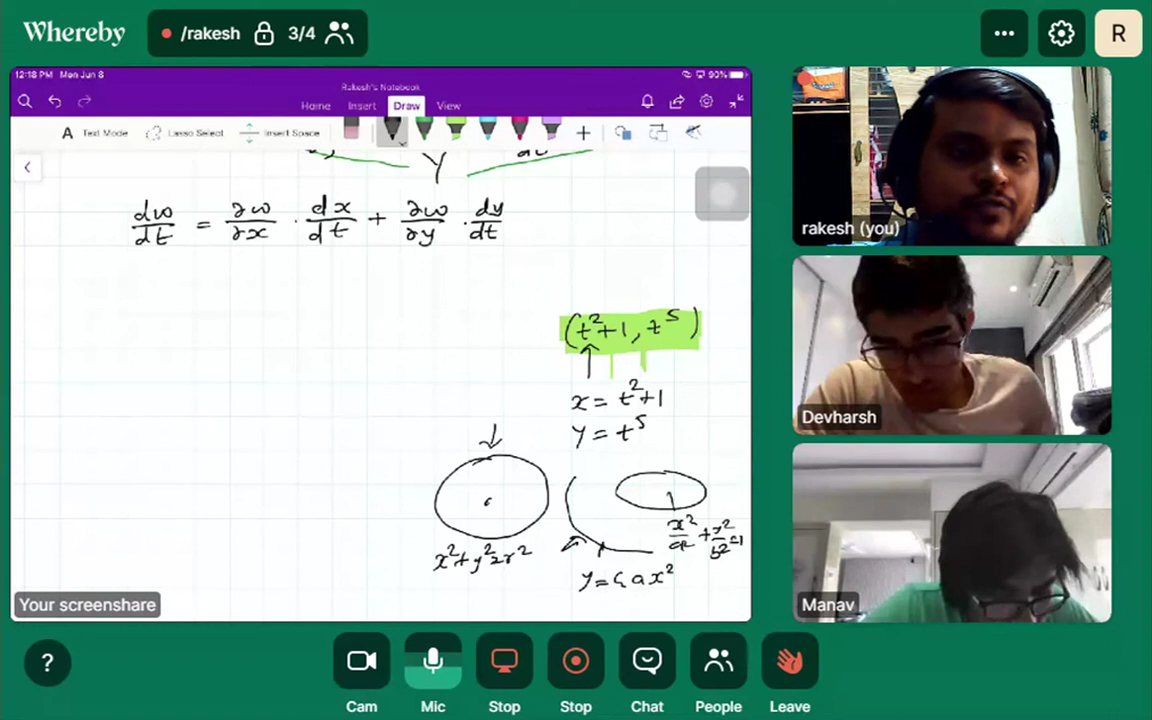 Whereby
/rakesh 3/4
R
12:18 PM Mon Jun 8
90%
Rakesh's Notebook
Home Insert Draw View
A Text Mode Lasso Select Insert Space
Y
dw/dt = ∂w/∂x · dx/dt + ∂w/∂y · dy/dt
(t²+1, t⁵)
x = t²+1
y = t⁵
x²+y²=r²
x²/a² + y²/b² =1
rakesh (you)
Devharsh
Manav
Your screenshare
?
Cam Mic Stop Stop Chat People Leave